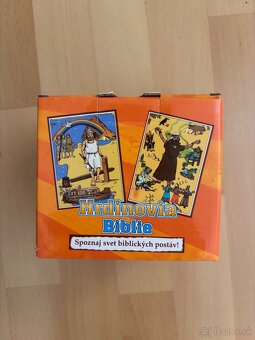 Hrdinovia
Biblie
Spoznaj svet biblických postáv!